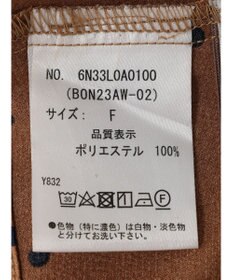 NO. 6N33L0A0100
(BON23AW-02)
サイズ: F
品質表示
ポリエステル 100%
Y632
30 F
●色物(特に濃色)は白物・淡色物
と分けてお洗い下さい。